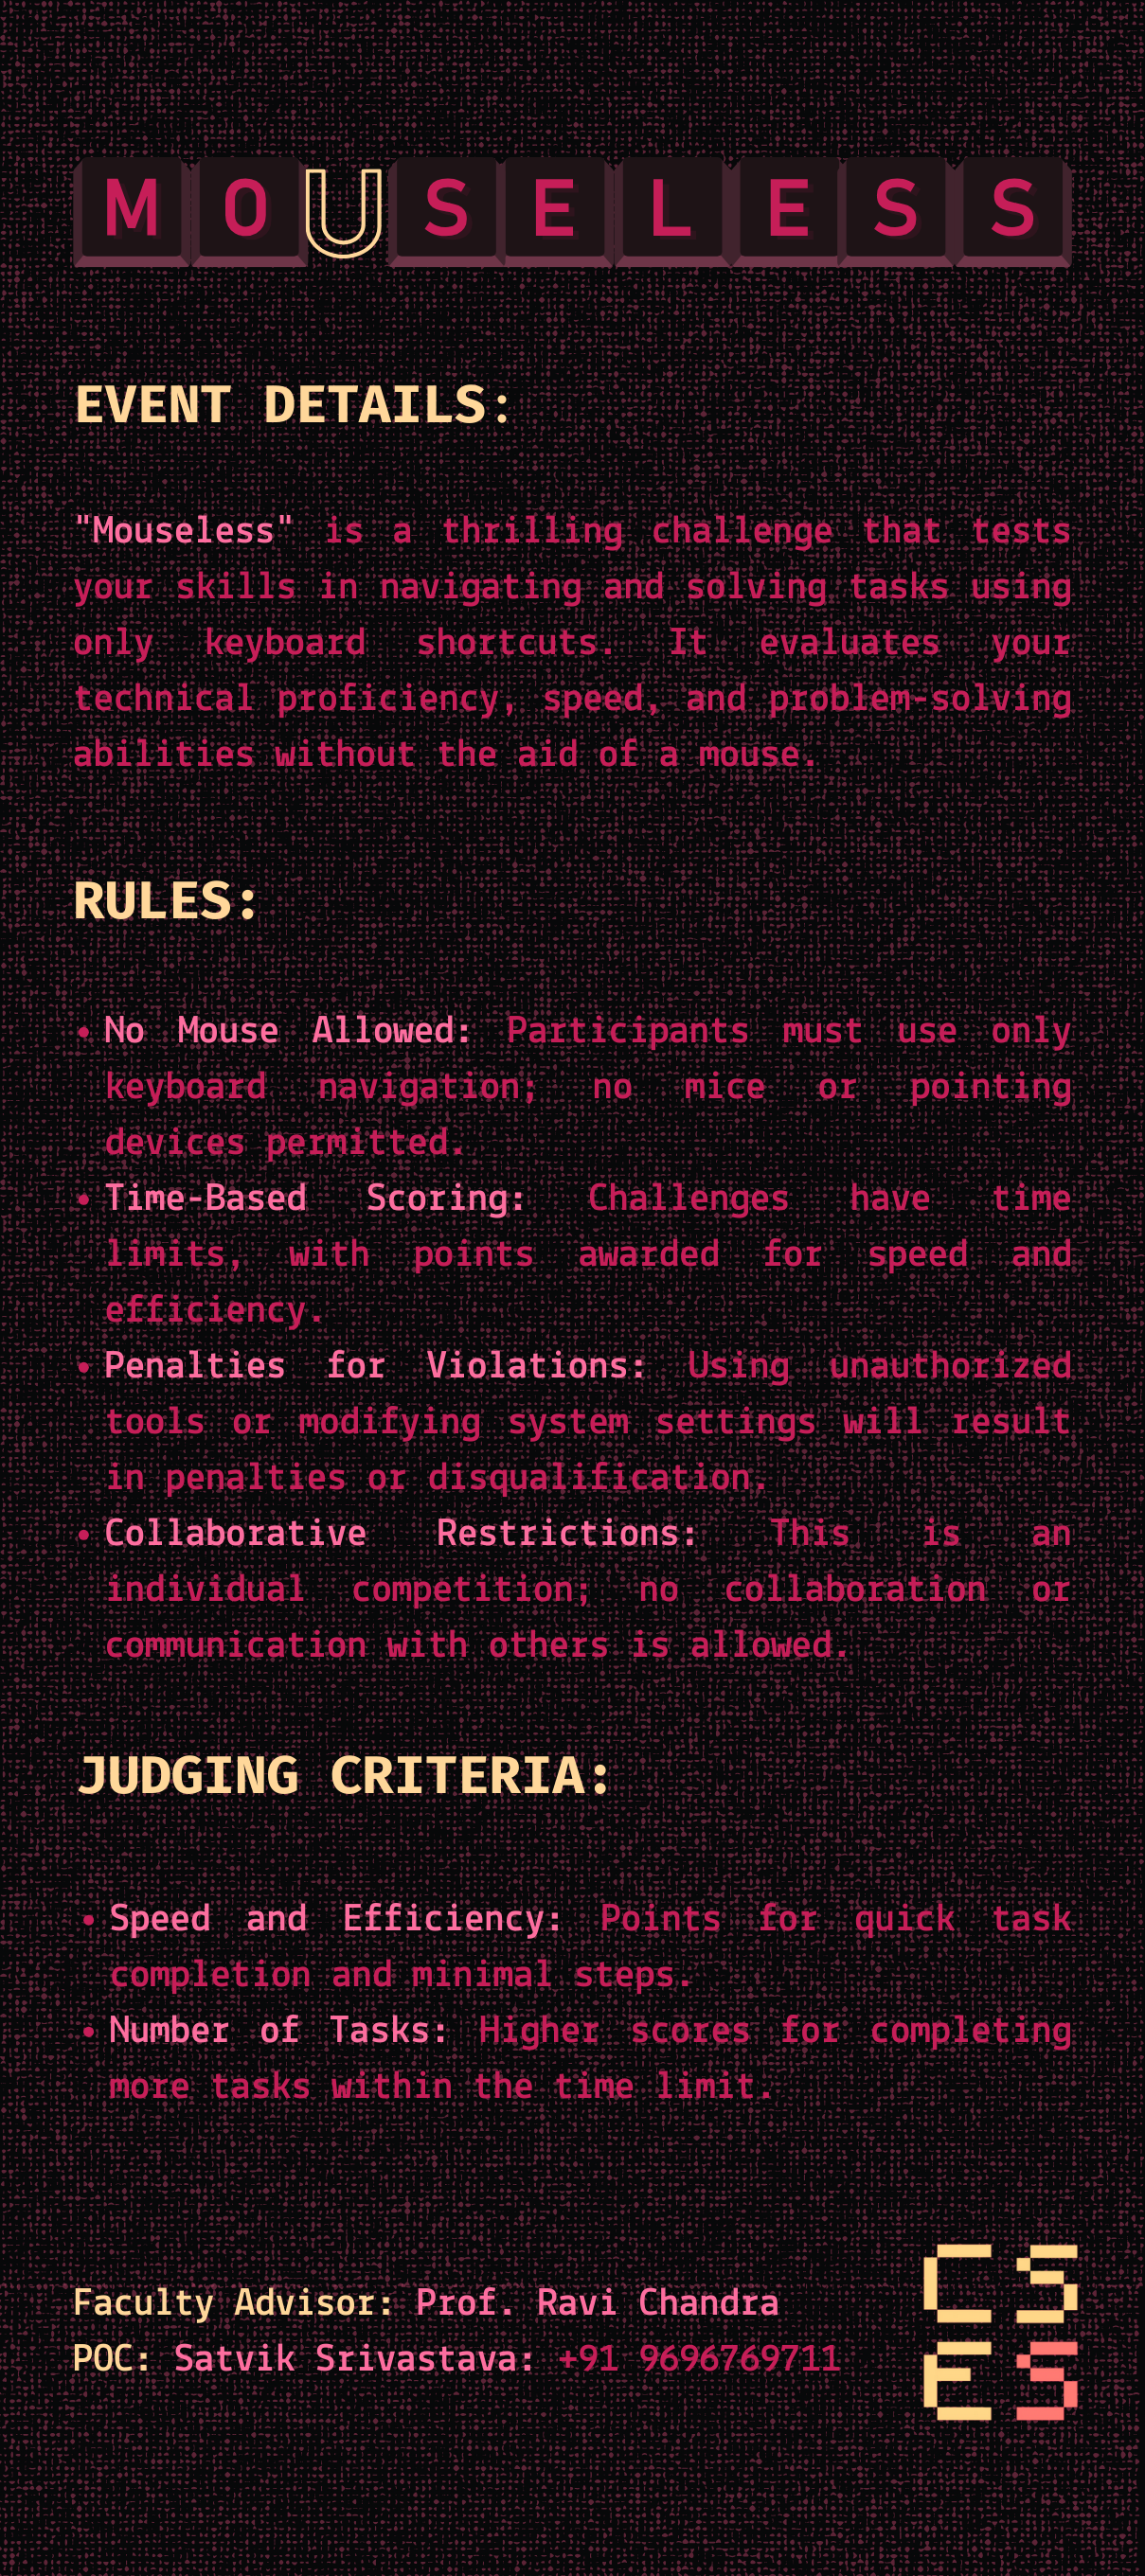 MOUSELESS
EVENT DETAILS:
"Mouseless" is a thrilling challenge that tests
your skills in navigating and solving tasks using
only keyboard shortcuts. It evaluates your
technical proficiency, speed, and problem-solving
abilities without the aid of a mouse.
RULES:
• No Mouse Allowed: Participants must use only
keyboard navigation; no mice or pointing
devices permitted.
• Time-Based Scoring: Challenges have time
limits, with points awarded for speed and
efficiency.
• Penalties for Violations: Using unauthorized
tools or modifying system settings will result
in penalties or disqualification.
• Collaborative Restrictions: This is an
individual competition; no collaboration or
communication with others is allowed.
JUDGING CRITERIA:
• Speed and Efficiency: Points for quick task
completion and minimal steps.
• Number of Tasks: Higher scores for completing
more tasks within the time limit.
Faculty Advisor: Prof. Ravi Chandra
POC: Satvik Srivastava: +91 9696769711
CS
ES